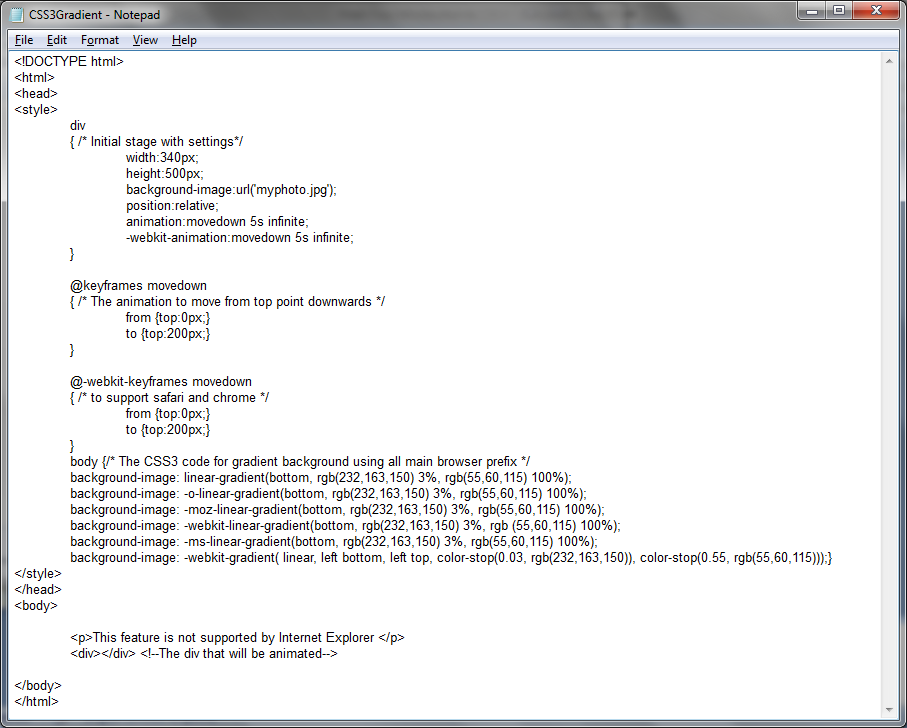 CSS3Gradient - Notepad
File Edit Format View Help
<!DOCTYPE html>
<html>
<head>
<style>
div
{ /* Initial stage with settings*/
width:340px;
height:500px;
background-image:url('myphoto.jpg');
position:relative;
animation:movedown 5s infinite;
-webkit-animation:movedown 5s infinite;
}
@keyframes movedown
{ /* The animation to move from top point downwards */
from {top:0px;}
to {top:200px;}
}
@-webkit-keyframes movedown
{ /* to support safari and chrome */
from {top:0px;}
to {top:200px;}
}
body {/* The CSS3 code for gradient background using all main browser prefix */
background-image: linear-gradient(bottom, rgb(232,163,150) 3%, rgb(55,60,115) 100%);
background-image: -o-linear-gradient(bottom, rgb(232,163,150) 3%, rgb(55,60,115) 100%);
background-image: -moz-linear-gradient(bottom, rgb(232,163,150) 3%, rgb(55,60,115) 100%);
background-image: -webkit-linear-gradient(bottom, rgb(232,163,150) 3%, rgb (55,60,115) 100%);
background-image: -ms-linear-gradient(bottom, rgb(232,163,150) 3%, rgb(55,60,115) 100%);
background-image: -webkit-gradient( linear, left bottom, left top, color-stop(0.03, rgb(232,163,150)), color-stop(0.55, rgb(55,60,115)));}
</style>
</head>
<body>
<p>This feature is not supported by Internet Explorer </p>
<div></div> <!--The div that will be animated-->
</body>
</html>